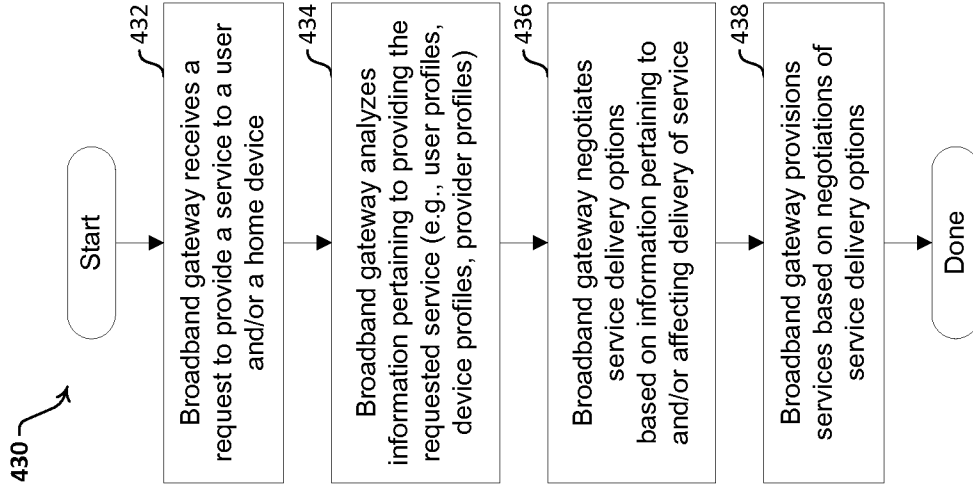 430
Start
432
Broadband gateway receives a
request to provide a service to a user
and/or a home device
434
Broadband gateway analyzes
information pertaining to providing the
requested service (e.g., user profiles,
device profiles, provider profiles)
436
Broadband gateway negotiates
service delivery options
based on information pertaining to
and/or affecting delivery of service
438
Broadband gateway provisions
services based on negotiations of
service delivery options
Done